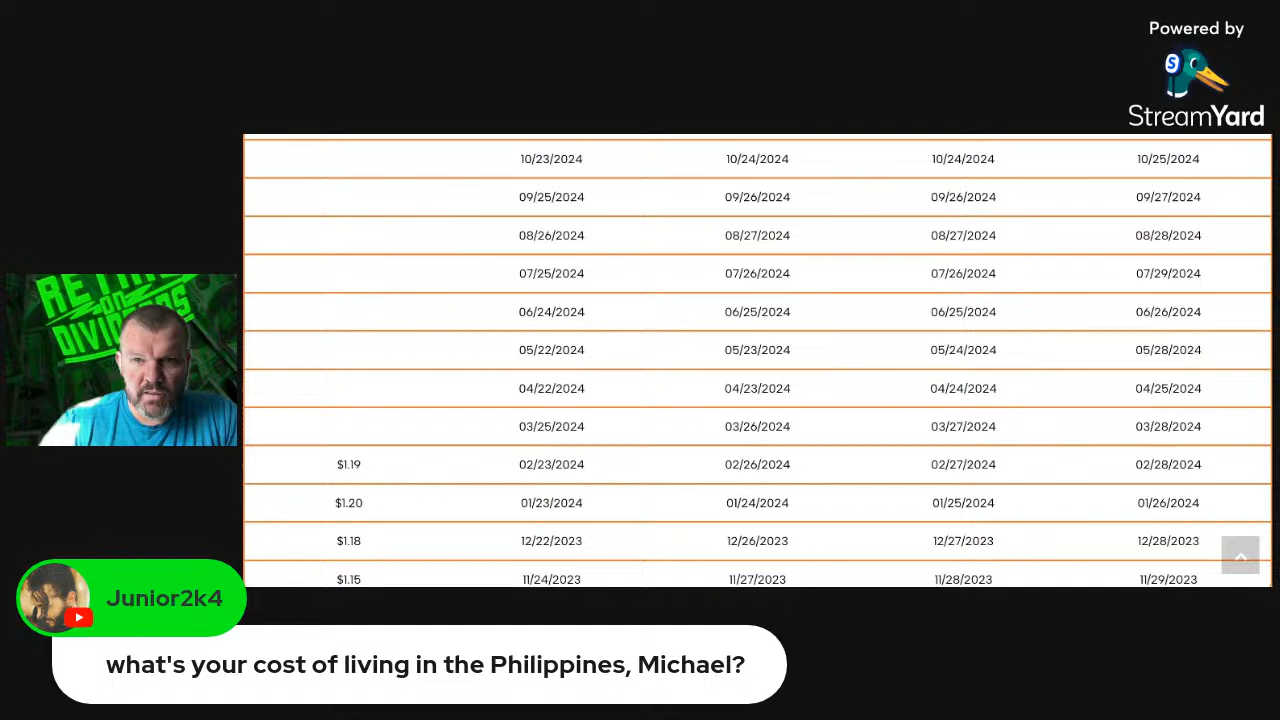 Powered by
StreamYard
10/23/2024 10/24/2024 10/24/2024 10/25/2024
09/25/2024 09/26/2024 09/26/2024 09/27/2024
08/26/2024 08/27/2024 08/27/2024 08/28/2024
07/25/2024 07/26/2024 07/26/2024 07/29/2024
06/24/2024 06/25/2024 06/25/2024 06/26/2024
05/22/2024 05/23/2024 05/24/2024 05/28/2024
04/22/2024 04/23/2024 04/24/2024 04/25/2024
03/25/2024 03/26/2024 03/27/2024 03/28/2024
$1.19 02/23/2024 02/26/2024 02/27/2024 02/28/2024
$1.20 01/23/2024 01/24/2024 01/25/2024 01/26/2024
$1.18 12/22/2023 12/26/2023 12/27/2023 12/28/2023
$1.15 11/24/2023 11/27/2023 11/28/2023 11/29/2023
ON
Junior2k4
what's your cost of living in the Philippines, Michael?